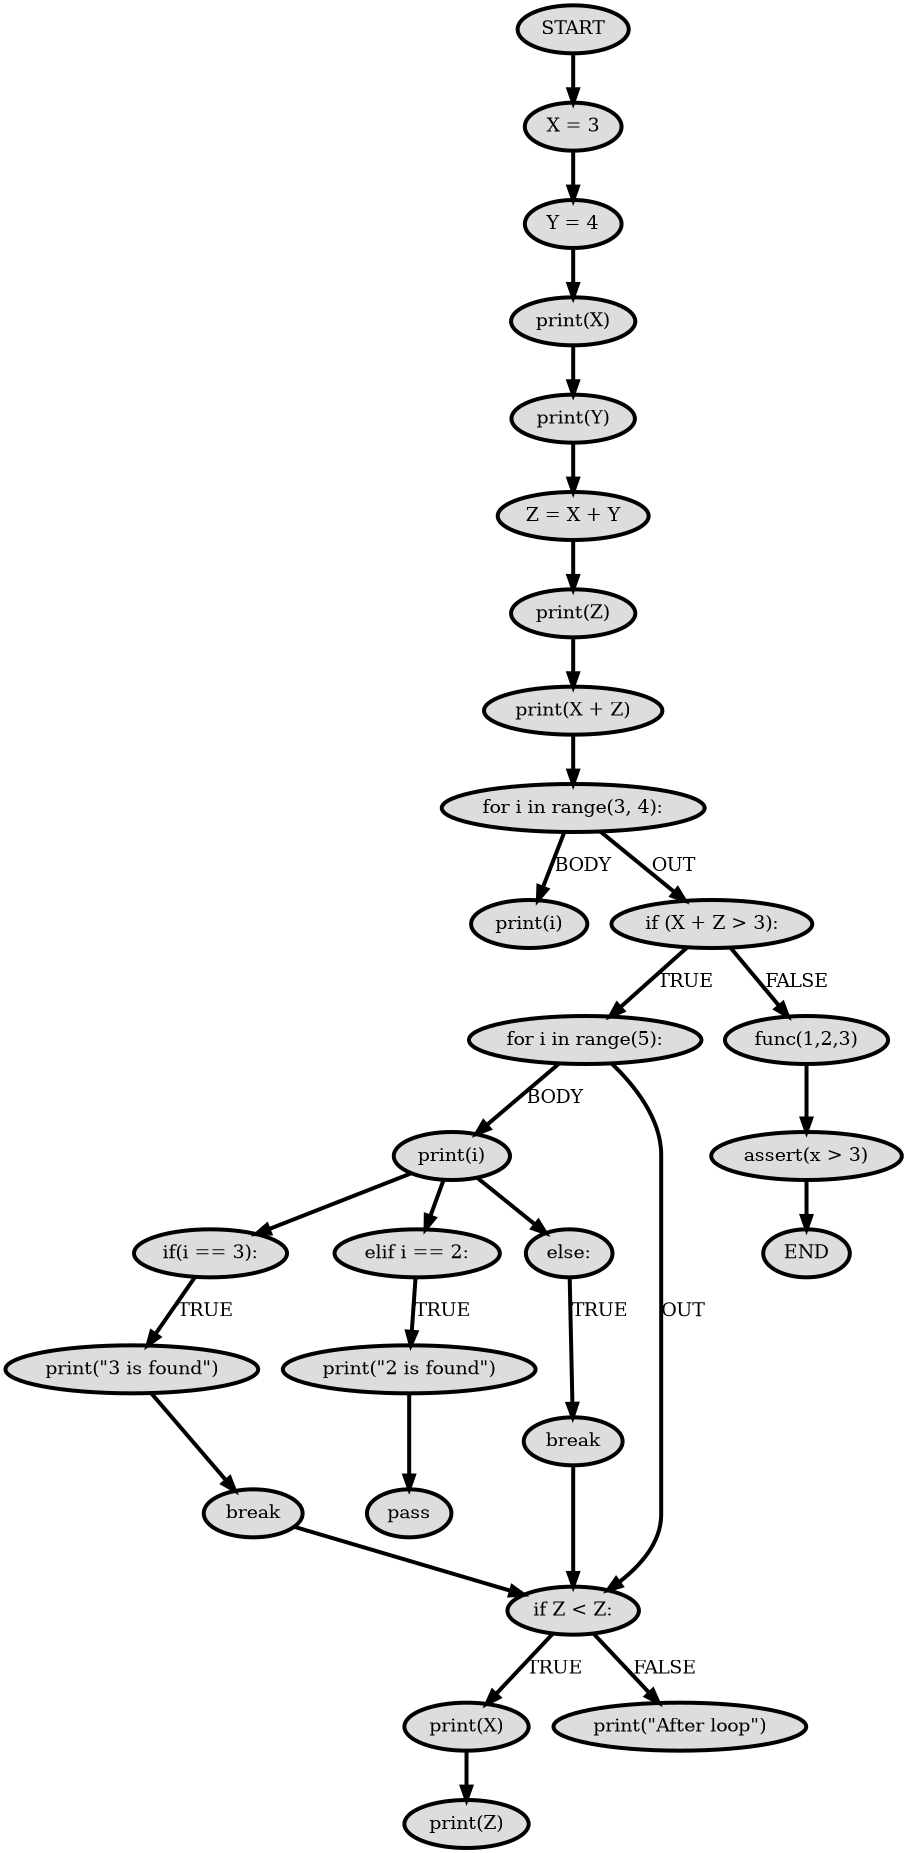 START
X = 3
Y = 4
print(X)
print(Y)
Z = X + Y
print(Z)
print(X + Z)
for i in range(3, 4):
BODY
OUT
print(i)
if (X + Z > 3):
TRUE
FALSE
for i in range(5):
func(1,2,3)
BODY
print(i)
assert(x > 3)
if(i == 3):
elif i == 2:
else:
END
TRUE
TRUE
TRUE
OUT
print("3 is found")
print("2 is found")
break
break
pass
if Z < Z:
TRUE
FALSE
print(X)
print("After loop")
print(Z)